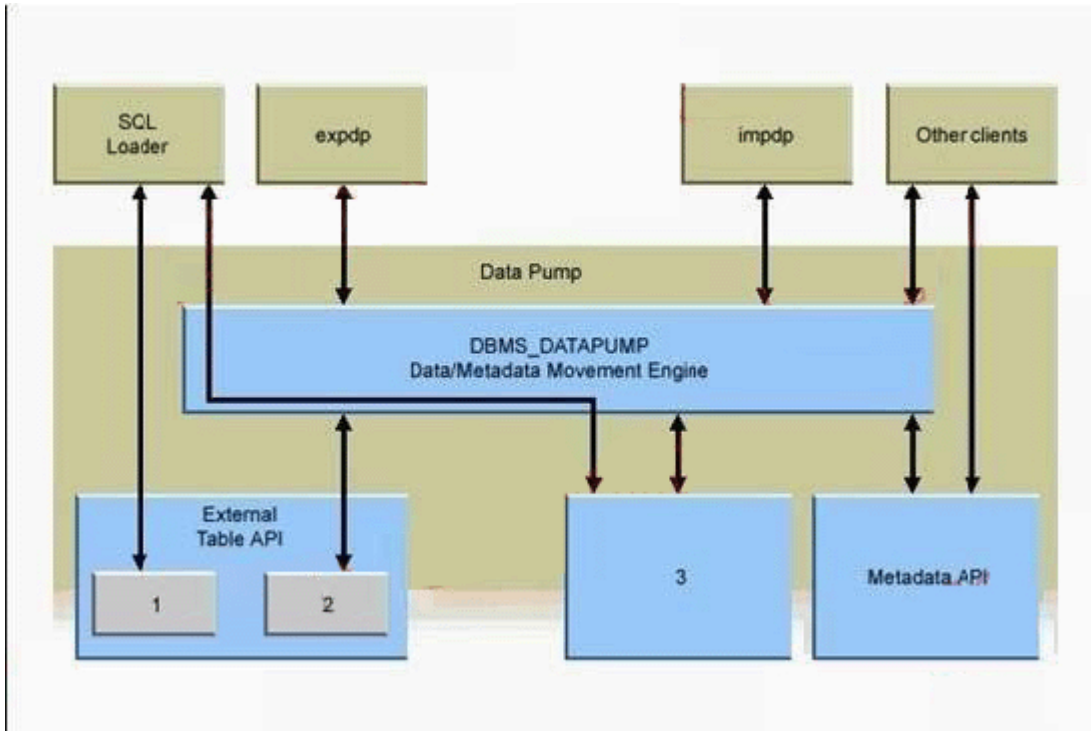 SQL
Loader
expdp
impdp
Other clients
Data Pump
DBMS_DATAPUMP
Data/Metadata Movement Engine
External
Table API
1
2
3
Metadata API